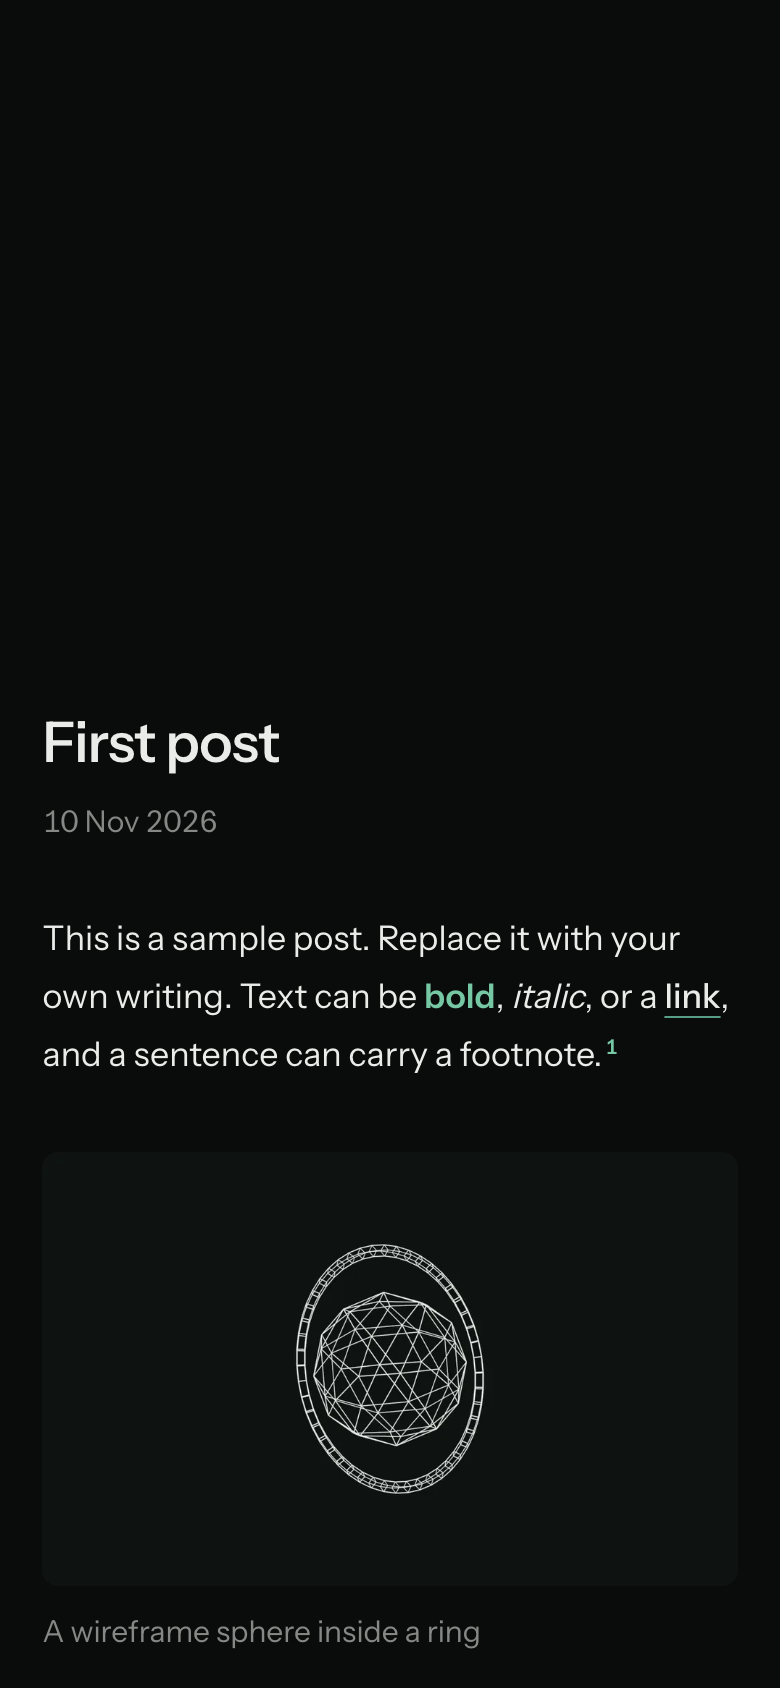 First post
10 Nov 2026
This is a sample post. Replace it with your
own writing. Text can be bold, italic, or a link,
and a sentence can carry a footnote. 1
A wireframe sphere inside a ring